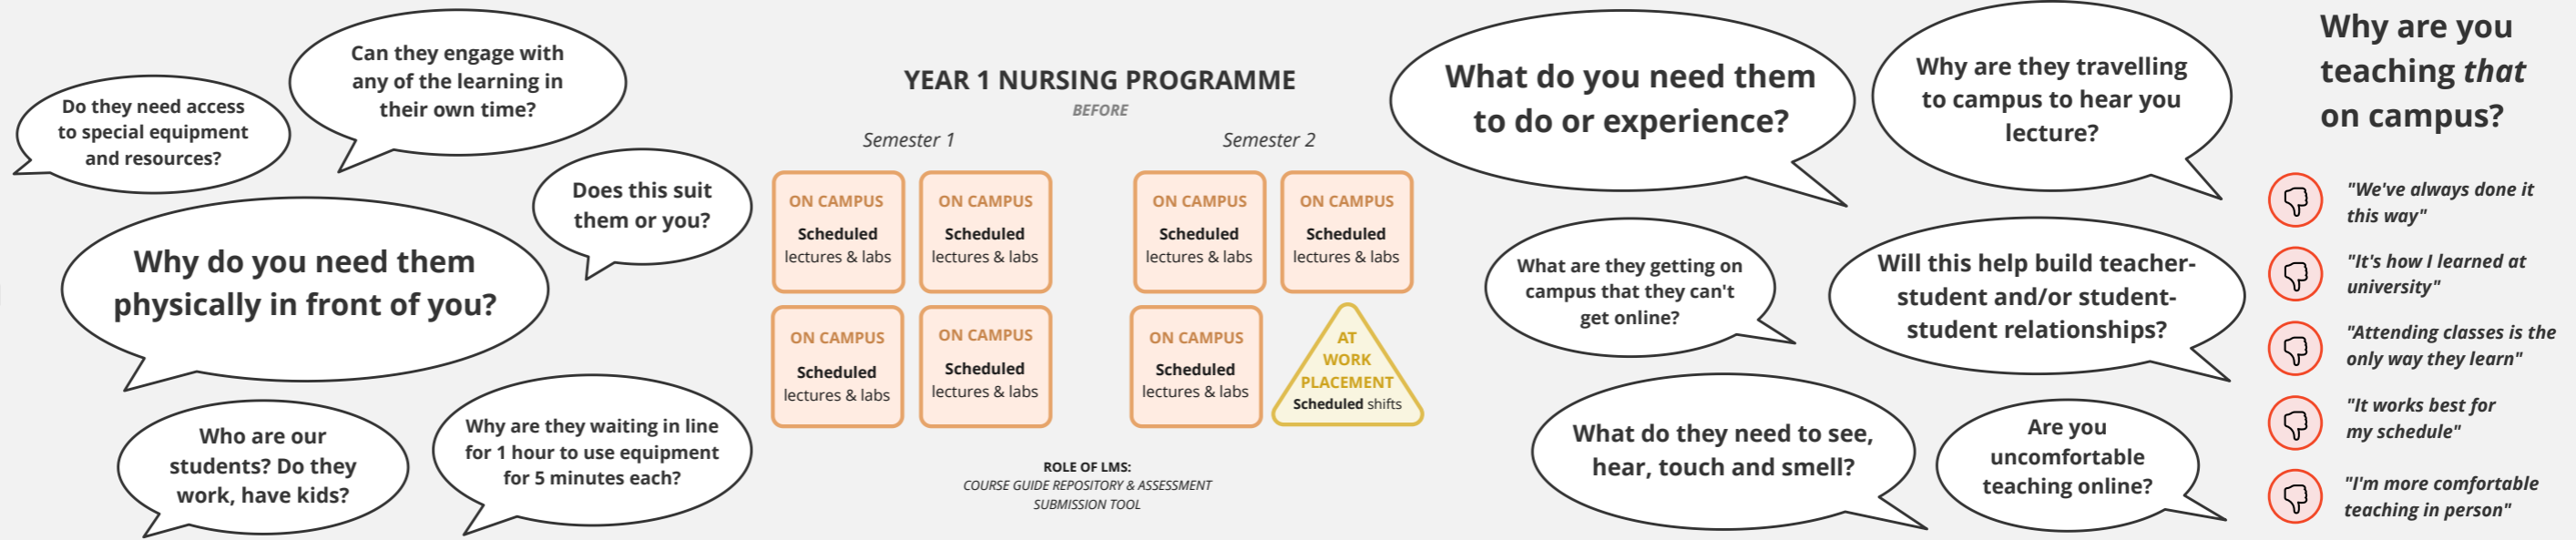 Do they need access
to special equipment
and resources?
Can they engage with
any of the learning in
their own time?
Does this suit
them or you?
Why do you need them
physically in front of you?
Who are our
students? Do they
work, have kids?
Why are they waiting in line
for 1 hour to use equipment
for 5 minutes each?
YEAR 1 NURSING PROGRAMME
BEFORE
Semester 1
Semester 2
ON CAMPUS
Scheduled
lectures & labs
ON CAMPUS
Scheduled
lectures & labs
ON CAMPUS
Scheduled
lectures & labs
ON CAMPUS
Scheduled
lectures & labs
ON CAMPUS
Scheduled
lectures & labs
ON CAMPUS
Scheduled
lectures & labs
ON CAMPUS
Scheduled
lectures & labs
AT
WORK
PLACEMENT
Scheduled shifts
ROLE OF LMS:
COURSE GUIDE REPOSITORY & ASSESSMENT
SUBMISSION TOOL
What do you need them
to do or experience?
Why are they travelling
to campus to hear you
lecture?
What are they getting on
campus that they can't
get online?
Will this help build teacher-
student and/or student-
student relationships?
What do they need to see,
hear, touch and smell?
Are you
uncomfortable
teaching online?
Why are you
teaching that
on campus?
"We've always done it
this way"
"It's how I learned at
university"
"Attending classes is the
only way they learn"
"It works best for
my schedule"
"I'm more comfortable
teaching in person"